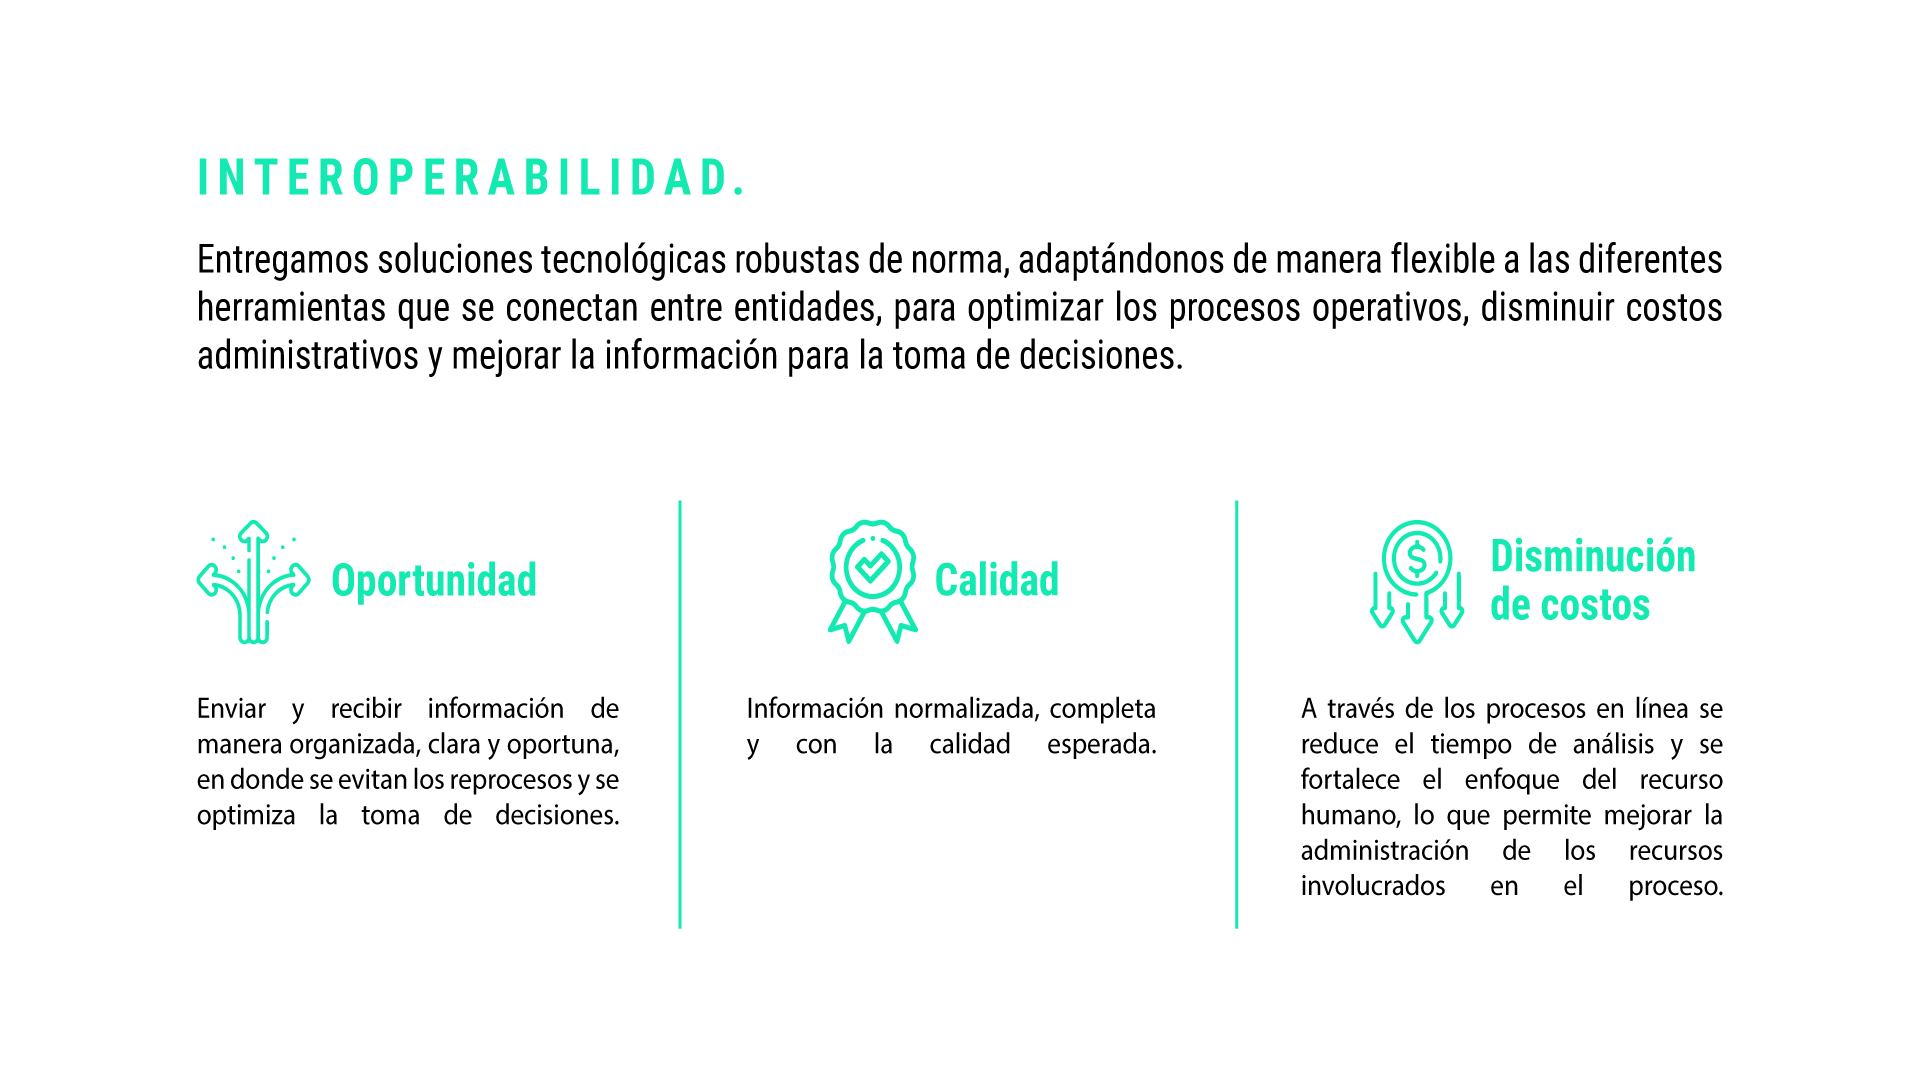 INTEROPERABILIDAD.
Entregamos soluciones tecnológicas robustas de norma, adaptándonos de manera flexible a las diferentes
herramientas que se conectan entre entidades, para optimizar los procesos operativos, disminuir costos
administrativos y mejorar la información para la toma de decisiones.
Oportunidad
Enviar y recibir información de
manera organizada, clara y oportuna,
en donde se evitan los reprocesos y se
optimiza la toma de decisiones.
Calidad
Información normalizada, completa
y con la calidad esperada.
$
Disminución
de costos
A través de los procesos en línea se
reduce el tiempo de análisis y se
fortalece el enfoque del recurso
humano, lo que permite mejorar la
administración de los recursos
involucrados en el proceso.